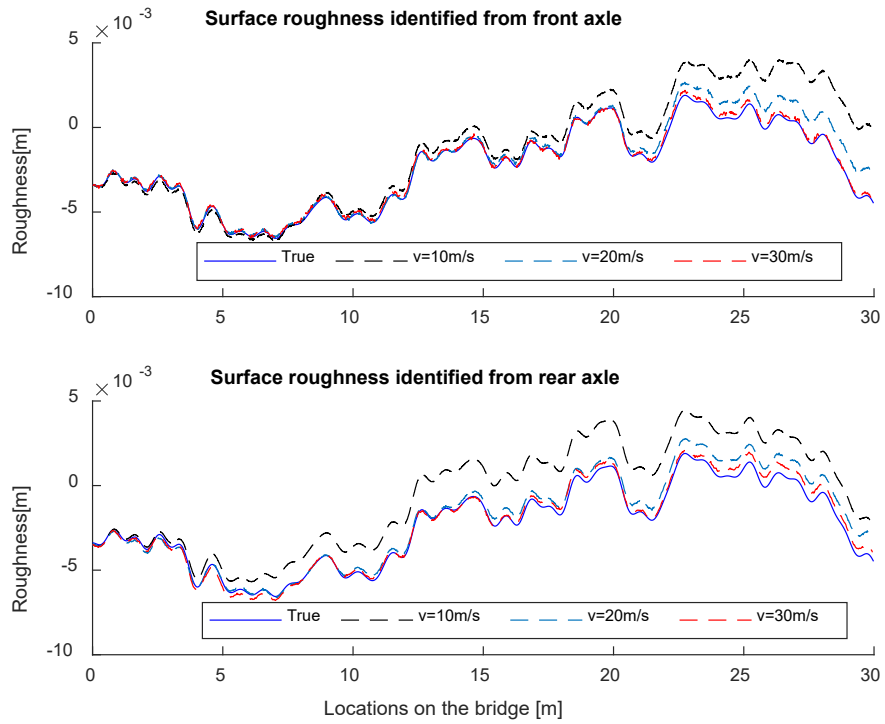 × 10 -3
Surface roughness identified from front axle
5
0
-5
-10
Roughness[m]
True v=10m/s v=20m/s v=30m/s
0 5 10 15 20 25 30
× 10 -3
Surface roughness identified from rear axle
5
0
-5
-10
Roughness[m]
True v=10m/s v=20m/s v=30m/s
0 5 10 15 20 25 30
Locations on the bridge [m]